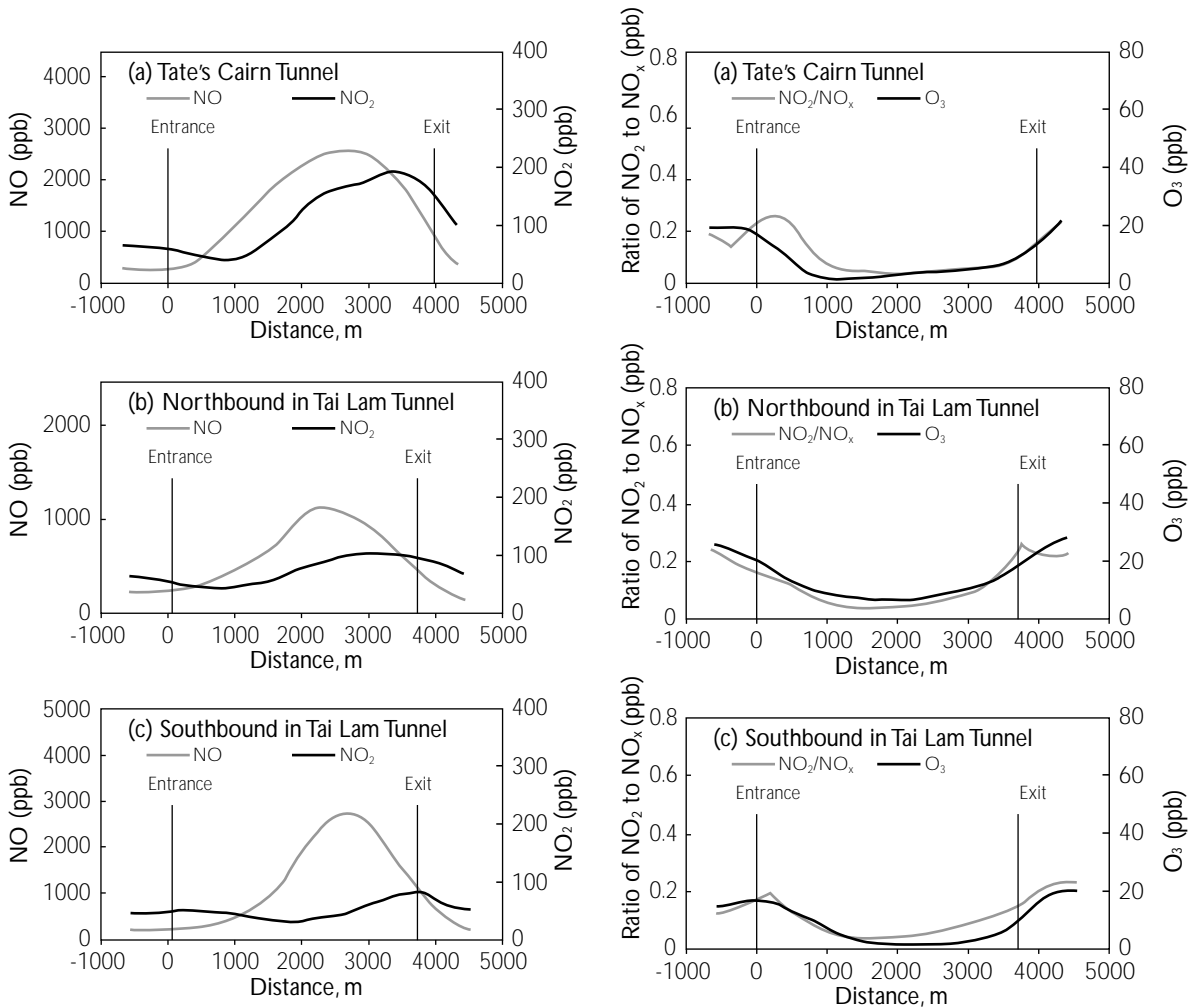 (a) Tate's Cairn Tunnel
NO NO₂
Entrance Exit
NO (ppb)
0
1000
2000
3000
4000
NO₂ (ppb)
0
100
200
300
400
-1000 0 1000 2000 3000 4000 5000
Distance, m
(a) Tate's Cairn Tunnel
NO₂/NOₓ O₃
Entrance Exit
Ratio of NO₂ to NOₓ (ppb)
0
0.2
0.4
0.6
0.8
O₃ (ppb)
0
20
40
60
80
-1000 0 1000 2000 3000 4000 5000
Distance, m
(b) Northbound in Tai Lam Tunnel
NO NO₂
Entrance Exit
NO (ppb)
0
1000
2000
NO₂ (ppb)
0
100
200
300
400
-1000 0 1000 2000 3000 4000 5000
Distance, m
(b) Northbound in Tai Lam Tunnel
NO₂/NOₓ O₃
Entrance Exit
Ratio of NO₂ to NOₓ (ppb)
0
0.2
0.4
0.6
0.8
O₃ (ppb)
0
20
40
60
80
-1000 0 1000 2000 3000 4000 5000
Distance, m
(c) Southbound in Tai Lam Tunnel
NO NO₂
Entrance Exit
NO (ppb)
0
1000
2000
3000
4000
5000
NO₂ (ppb)
0
100
200
300
400
-1000 0 1000 2000 3000 4000 5000
Distance, m
(c) Southbound in Tai Lam Tunnel
NO₂/NOₓ O₃
Entrance Exit
Ratio of NO₂ to NOₓ (ppb)
0
0.2
0.4
0.6
0.8
O₃ (ppb)
0
20
40
60
80
-1000 0 1000 2000 3000 4000 5000
Distance, m